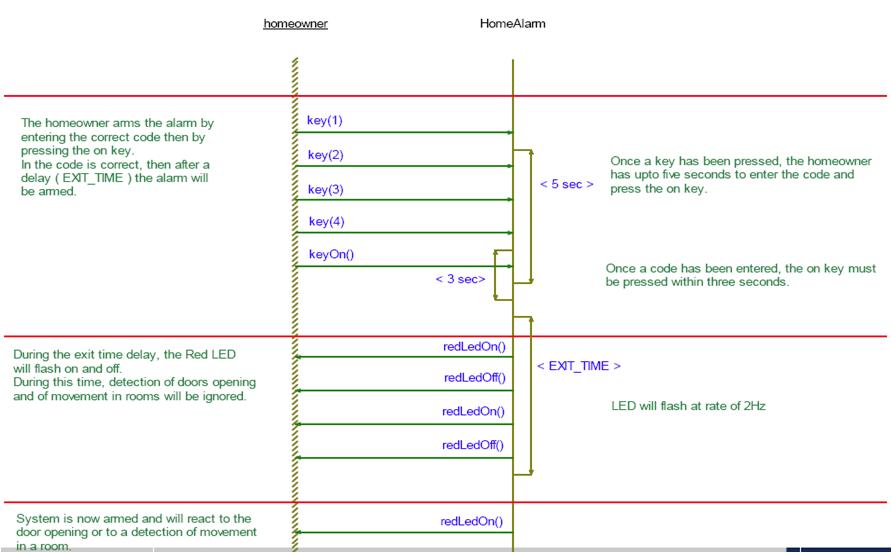 homeowner
HomeAlarm
The homeowner arms the alarm by
entering the correct code then by
pressing the on key.
In the code is correct, then after a
delay ( EXIT_TIME ) the alarm will
be armed.
key(1)
key(2)
key(3)
key(4)
keyOn()
< 5 sec >
Once a key has been pressed, the homeowner
has upto five seconds to enter the code and
press the on key.
< 3 sec>
Once a code has been entered, the on key must
be pressed within three seconds.
During the exit time delay, the Red LED
will flash on and off.
During this time, detection of doors opening
and of movement in rooms will be ignored.
redLedOn()
redLedOff()
redLedOn()
redLedOff()
< EXIT_TIME >
LED will flash at rate of 2Hz
System is now armed and will react to the
door opening or to a detection of movement
in a room.
redLedOn()